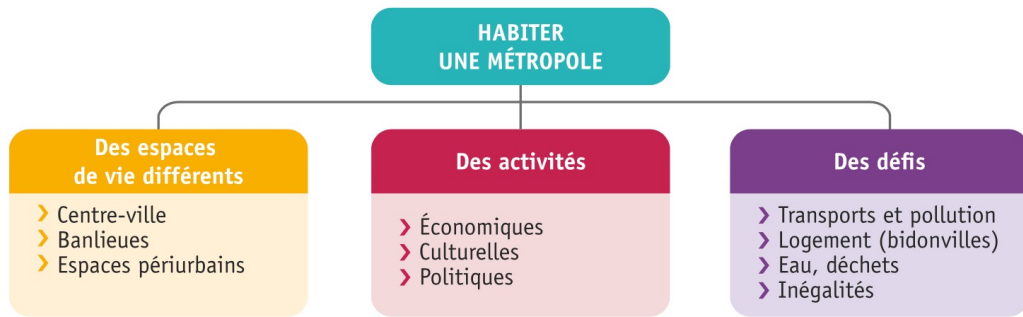 HABITER
UNE MÉTROPOLE
Des espaces
de vie différents
❯ Centre-ville
❯ Banlieues
❯ Espaces périurbains
Des activités
❯ Économiques
❯ Culturelles
❯ Politiques
Des défis
❯ Transports et pollution
❯ Logement (bidonvilles)
❯ Eau, déchets
❯ Inégalités